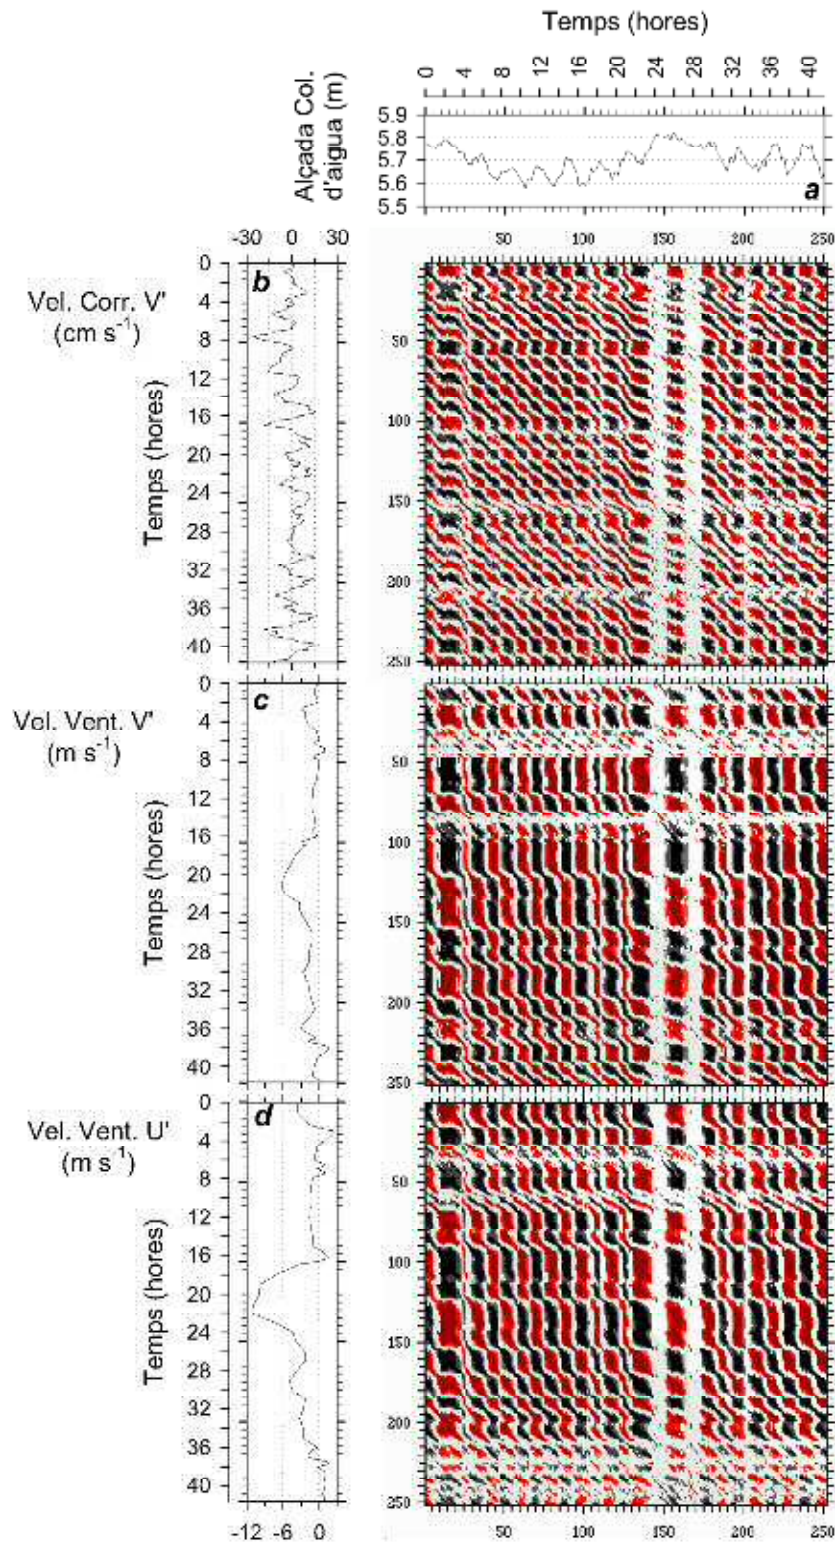 Temps (hores)
0 4 8 12 16 20 24 28 32 36 40
Alçada Col.
d'aigua (m)
5.9
5.8
5.7
5.6
5.5
a
-30 0 30
50 100 150 200 250
Vel. Corr. V'
(cm s-1)
Temps (hores)
0
4
8
12
16
20
24
28
32
36
40
b
50
100
150
200
250
Vel. Vent. V'
(m s-1)
Temps (hores)
0
4
8
12
16
20
24
28
32
36
40
c
50
100
150
200
250
Vel. Vent. U'
(m s-1)
Temps (hores)
0
4
8
12
16
20
24
28
32
36
40
d
50
100
150
200
250
-12 -6 0
50 100 150 200 250